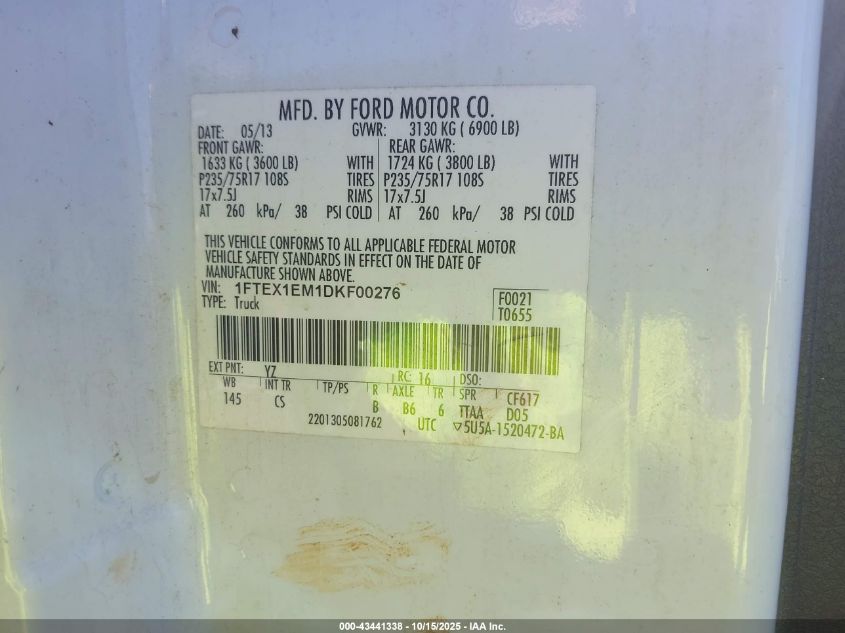 MFD. BY FORD MOTOR CO.
DATE: 05/13 GVWR: 3130 KG ( 6900 LB)
FRONT GAWR: REAR GAWR:
1633 KG ( 3600 LB) WITH 1724 KG ( 3800 LB) WITH
P235/75R17 108S TIRES P235/75R17 108S TIRES
17x7.5J RIMS 17x7.5J RIMS
AT 260 kPa/ 38 PSI COLD AT 260 kPa/ 38 PSI COLD
THIS VEHICLE CONFORMS TO ALL APPLICABLE FEDERAL MOTOR
VEHICLE SAFETY STANDARDS IN EFFECT ON THE DATE OF
MANUFACTURE SHOWN ABOVE.
VIN: 1FTEX1EM1DKF00276 F0021
TYPE: Truck T0655
EXT PNT: YZ RC: 16 DSO:
WB INT TR TP/PS R AXLE TR SPR CF617
145 CS B B6 6 TTAA D05
2201305081762 UTC ▽5U5A-1520472-BA
000-43441338 - 10/15/2025 - IAA Inc.